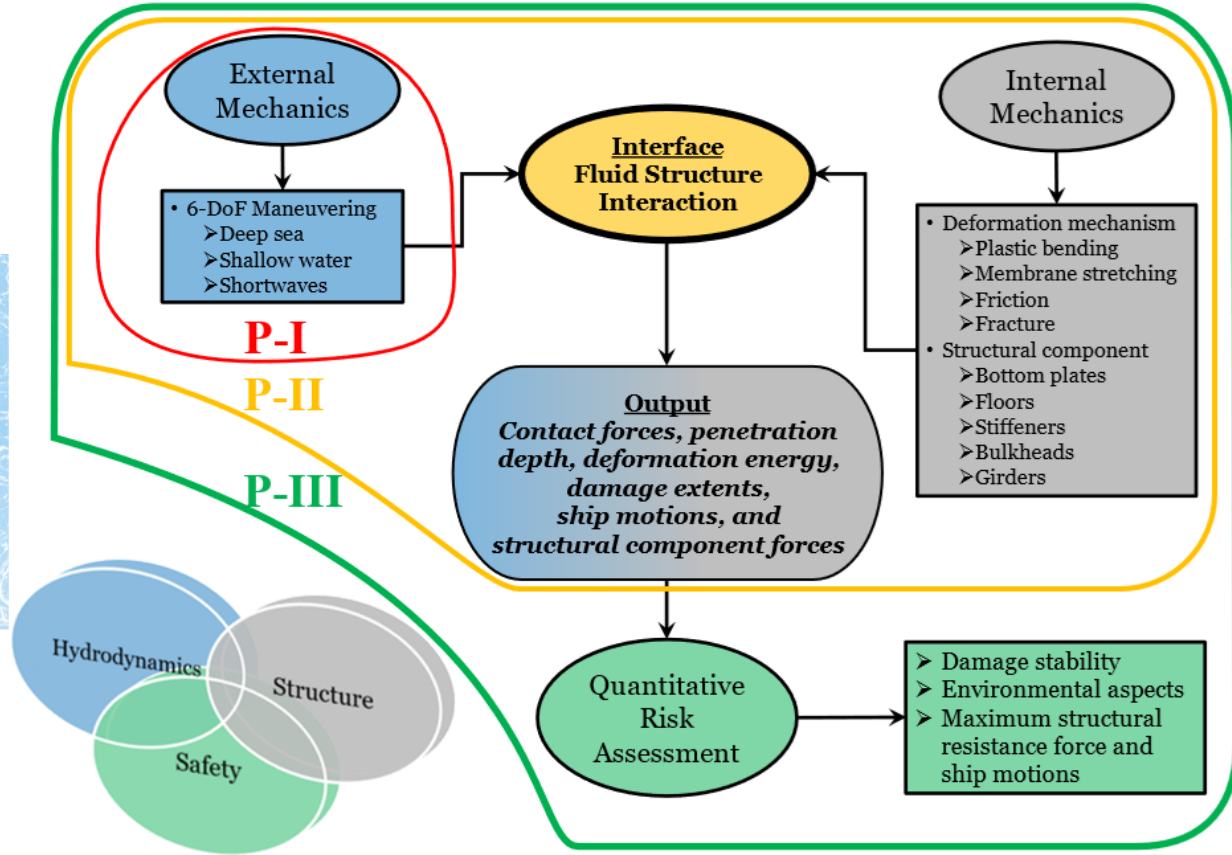 External
Mechanics
• 6-DoF Maneuvering
➢Deep sea
➢Shallow water
➢Shortwaves
P-I
P-II
P-III
Interface
Fluid Structure
Interaction
Internal
Mechanics
• Deformation mechanism
➢Plastic bending
➢Membrane stretching
➢Friction
➢Fracture
• Structural component
➢Bottom plates
➢Floors
➢Stiffeners
➢Bulkheads
➢Girders
Output
Contact forces, penetration
depth, deformation energy,
damage extents,
ship motions, and
structural component forces
Quantitative
Risk
Assessment
➢ Damage stability
➢ Environmental aspects
➢ Maximum structural
resistance force and
ship motions
Hydrodynamics
Structure
Safety